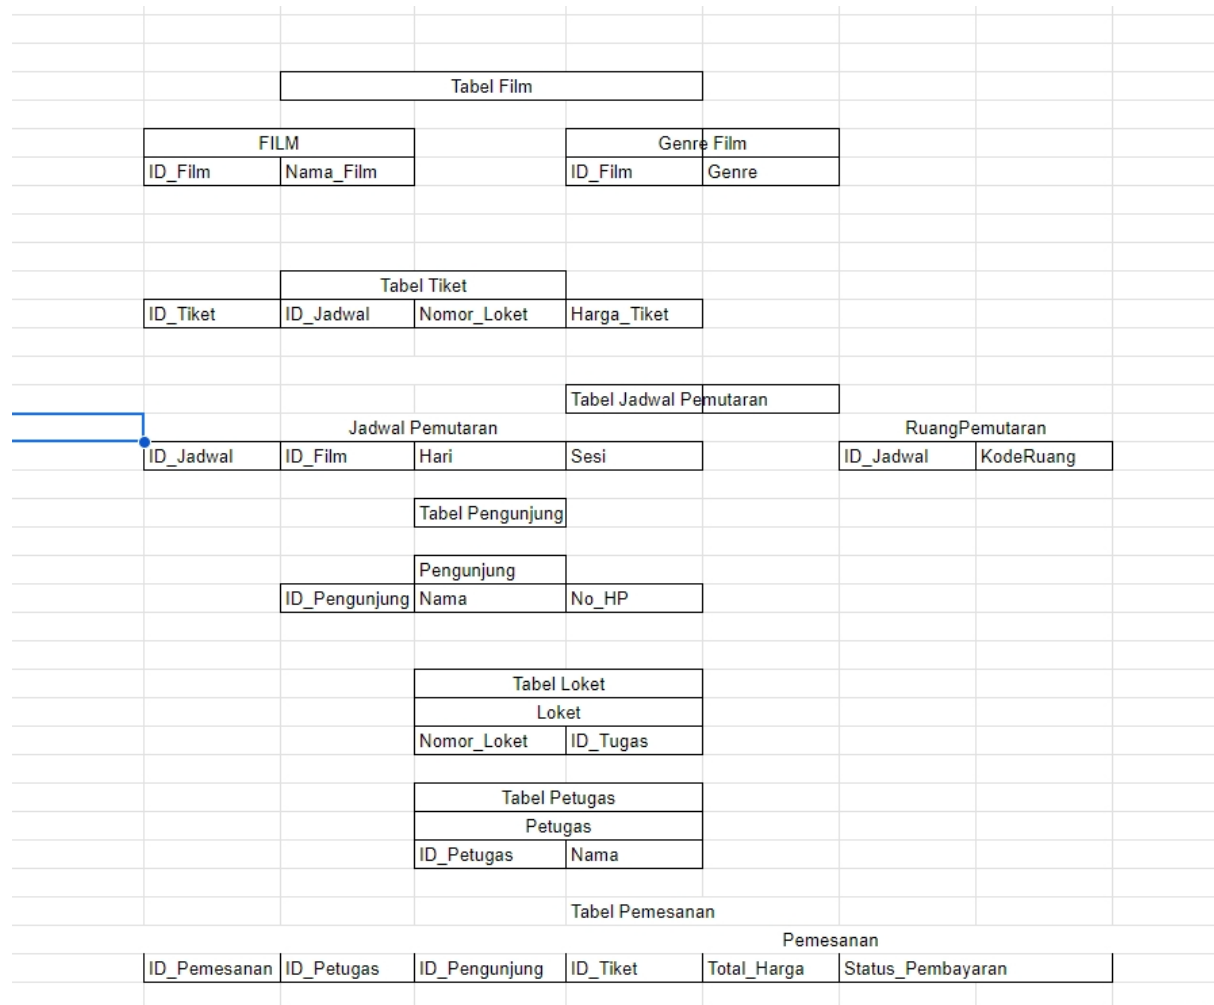 Tabel Film
FILM Genre Film
ID_Film Nama_Film ID_Film Genre
Tabel Tiket
ID_Tiket ID_Jadwal Nomor_Loket Harga_Tiket
Tabel Jadwal Pemutaran
Jadwal Pemutaran RuangPemutaran
ID_Jadwal ID_Film Hari Sesi ID_Jadwal KodeRuang
Tabel Pengunjung
Pengunjung
ID_Pengunjung Nama No_HP
Tabel Loket
Loket
Nomor_Loket ID_Tugas
Tabel Petugas
Petugas
ID_Petugas Nama
Tabel Pemesanan
Pemesanan
ID_Pemesanan ID_Petugas ID_Pengunjung ID_Tiket Total_Harga Status_Pembayaran